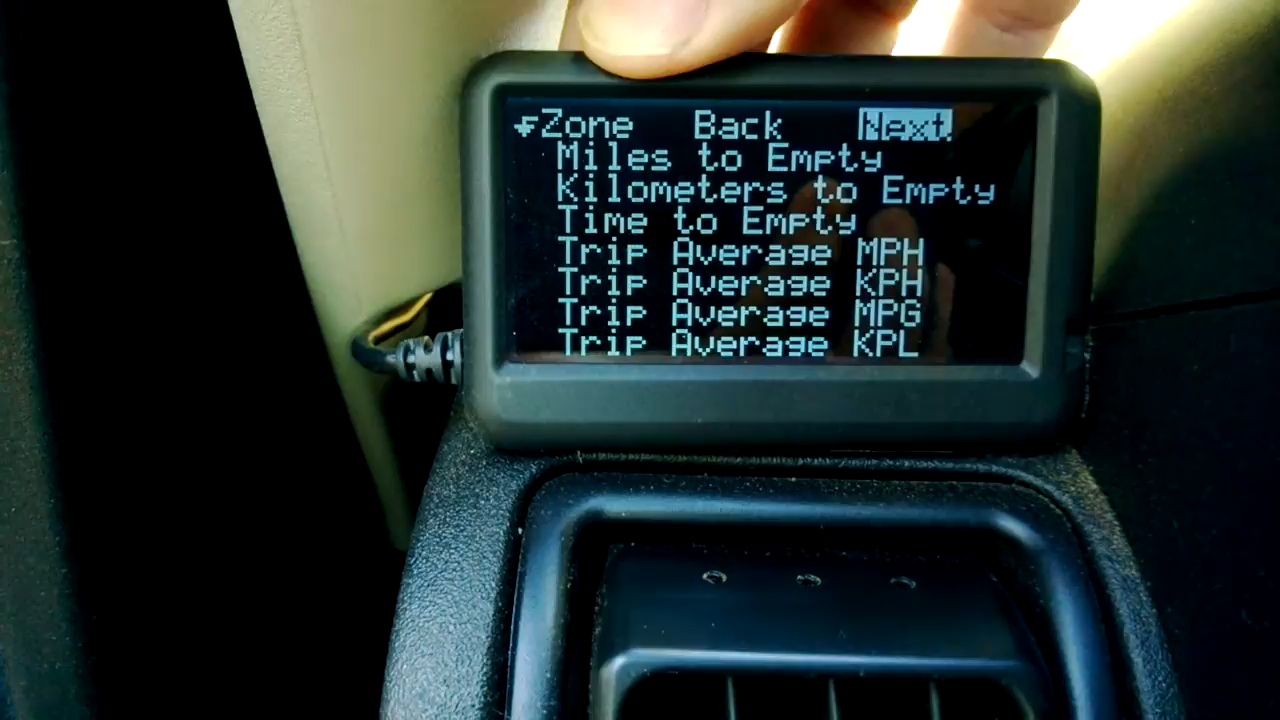 Zone Back Next
Miles to Empty
Kilometers to Empty
Time to Empty
Trip Average MPH
Trip Average KPH
Trip Average MPG
Trip Average KPL